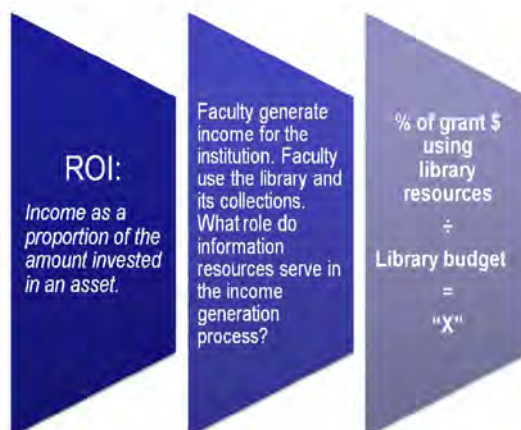 ROI:
Income as a
proportion of the
amount invested
in an asset.
Faculty generate
income for the
institution. Faculty
use the library and
its collections.
What role do
information
resources serve in
the income
generation
process?
% of grant $
using
library
resources
÷
Library budget
=
“X”